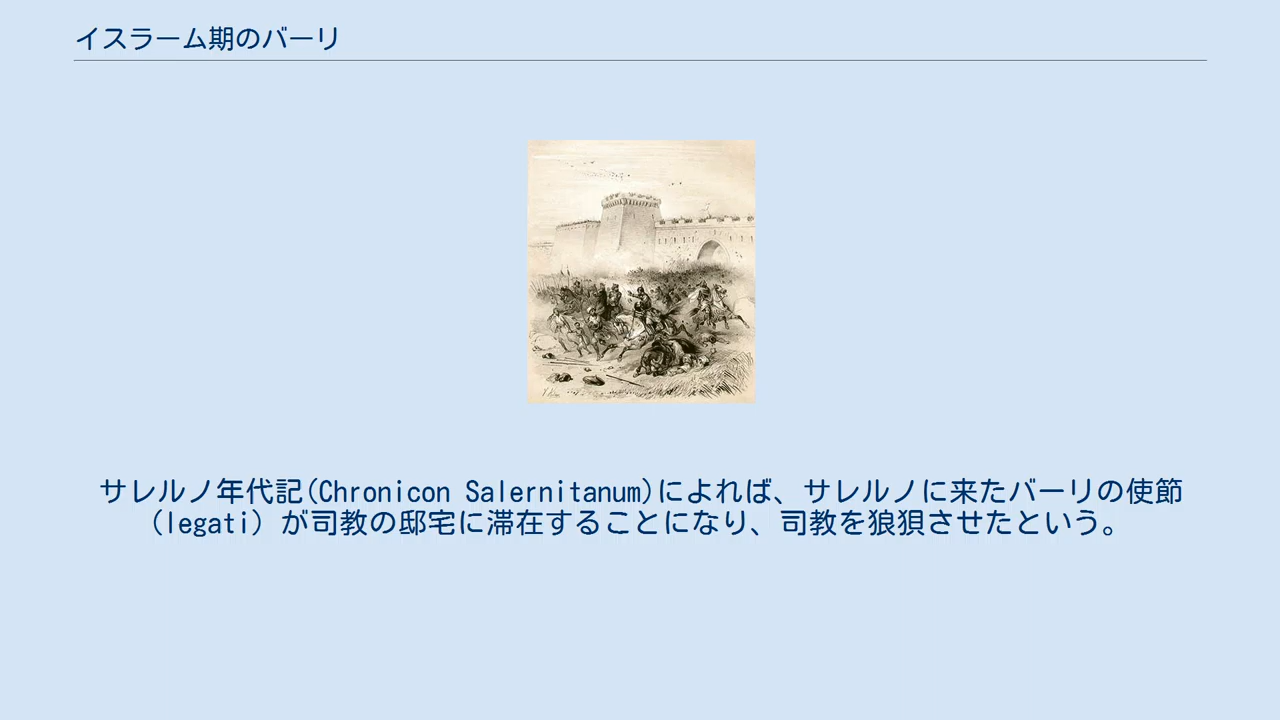 イスラーム期のバーリ
サレルノ年代記(Chronicon Salernitanum)によれば、サレルノに来たバーリの使節
（legati）が司教の邸宅に滞在することになり、司教を狼狽させたという。